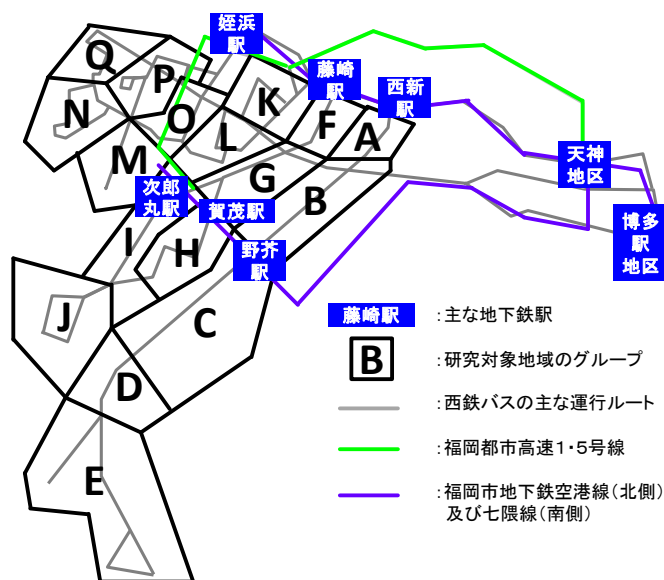 姪浜
駅
Q
P
藤崎
駅
西新
駅
K
N
O
F
A
L
M
天神
地区
G
次郎
丸駅
賀茂駅
B
博多
駅
地区
I
H
野芥
駅
J
C
藤崎駅
:主な地下鉄駅
B
:研究対象地域のグループ
D
:西鉄バスの主な運行ルート
:福岡都市高速1・5号線
E
:福岡市地下鉄空港線(北側)
及び七隈線(南側)